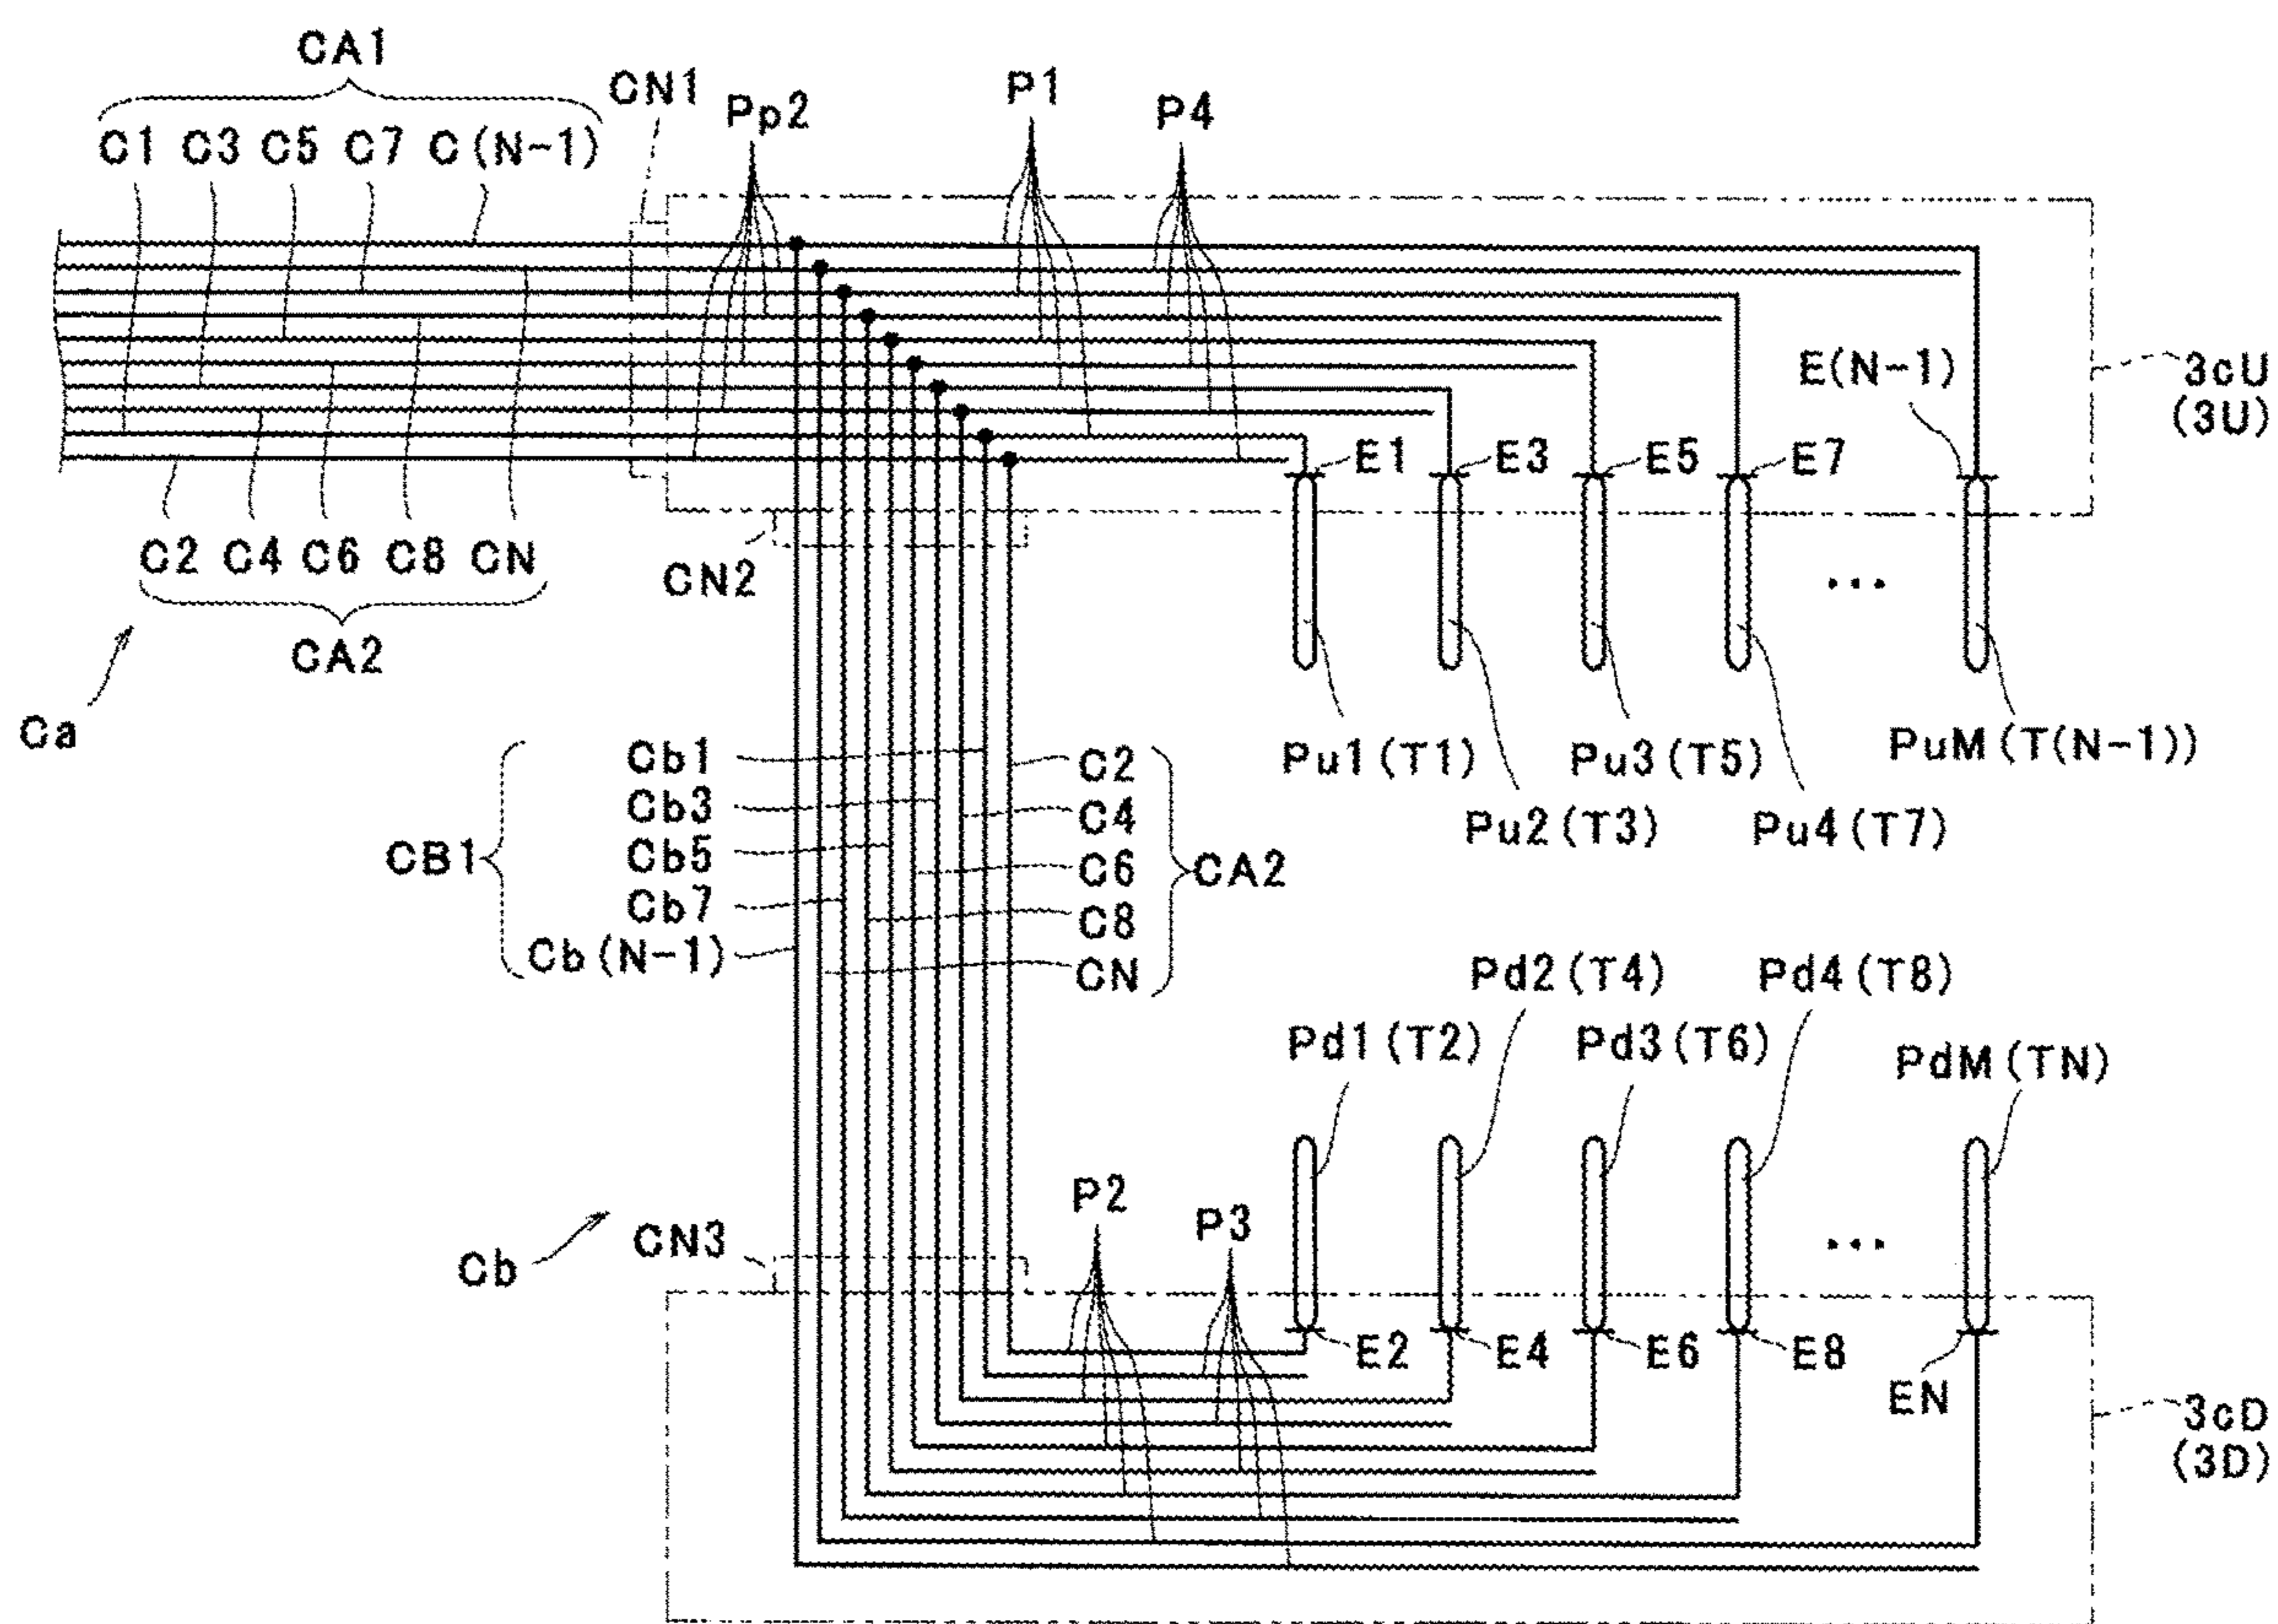 CA1
CN1
Pp2
P1
P4
C1 C3 C5 C7 C(N-1)
E(N-1)
3cU
(3U)
E1
E3
E5
E7
C2 C4 C6 C8 CN
CN2
CA2
Ca
Pu1(T1)
Pu3(T5)
PuM(T(N-1))
Pu2(T3)
Pu4(T7)
CB1
Cb1
Cb3
Cb5
Cb7
Cb(N-1)
C2
C4
C6
C8
CN
CA2
Pd2(T4)
Pd4(T8)
Pd1(T2)
Pd3(T6)
PdM(TN)
P2
P3
Cb
CN3
E2
E4
E6
E8
EN
3cD
(3D)